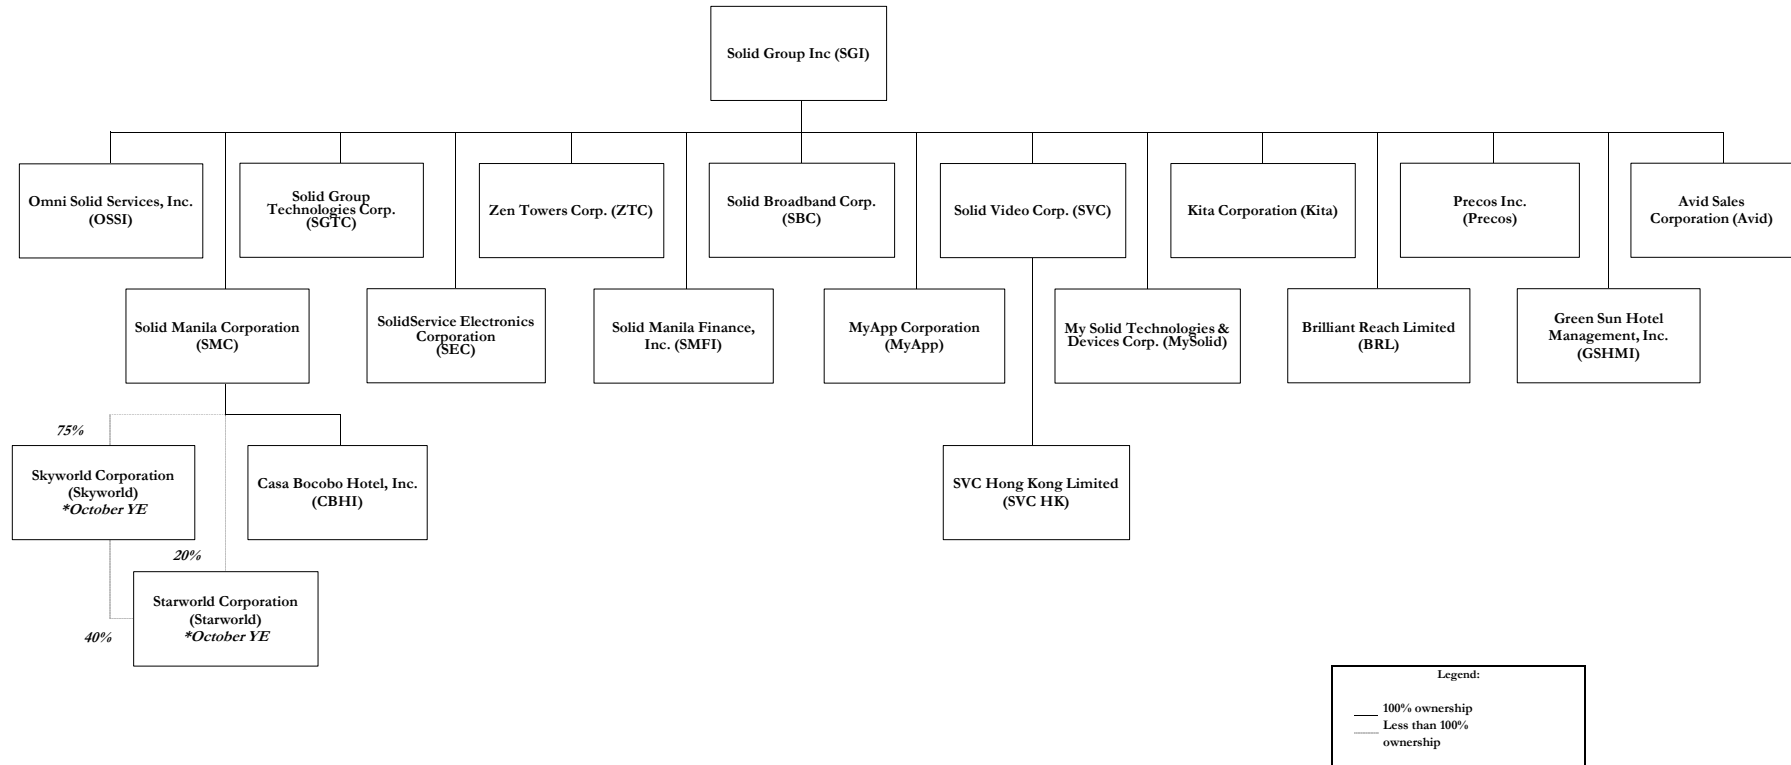 Solid Group Inc (SGI)
Omni Solid Services, Inc.
(OSSI)
Solid Group
Technologies Corp.
(SGTC)
Zen Towers Corp. (ZTC)
Solid Broadband Corp.
(SBC)
Solid Video Corp. (SVC)
Kita Corporation (Kita)
Precos Inc.
(Precos)
Avid Sales
Corporation (Avid)
Solid Manila Corporation
(SMC)
SolidService Electronics
Corporation
(SEC)
Solid Manila Finance,
Inc. (SMFI)
MyApp Corporation
(MyApp)
My Solid Technologies &
Devices Corp. (MySolid)
Brilliant Reach Limited
(BRL)
Green Sun Hotel
Management, Inc.
(GSHMI)
75%
Skyworld Corporation
(Skyworld)
*October YE
Casa Bocobo Hotel, Inc.
(CBHI)
SVC Hong Kong Limited
(SVC HK)
20%
Starworld Corporation
(Starworld)
*October YE
40%
Legend:
100% ownership
Less than 100%
ownership